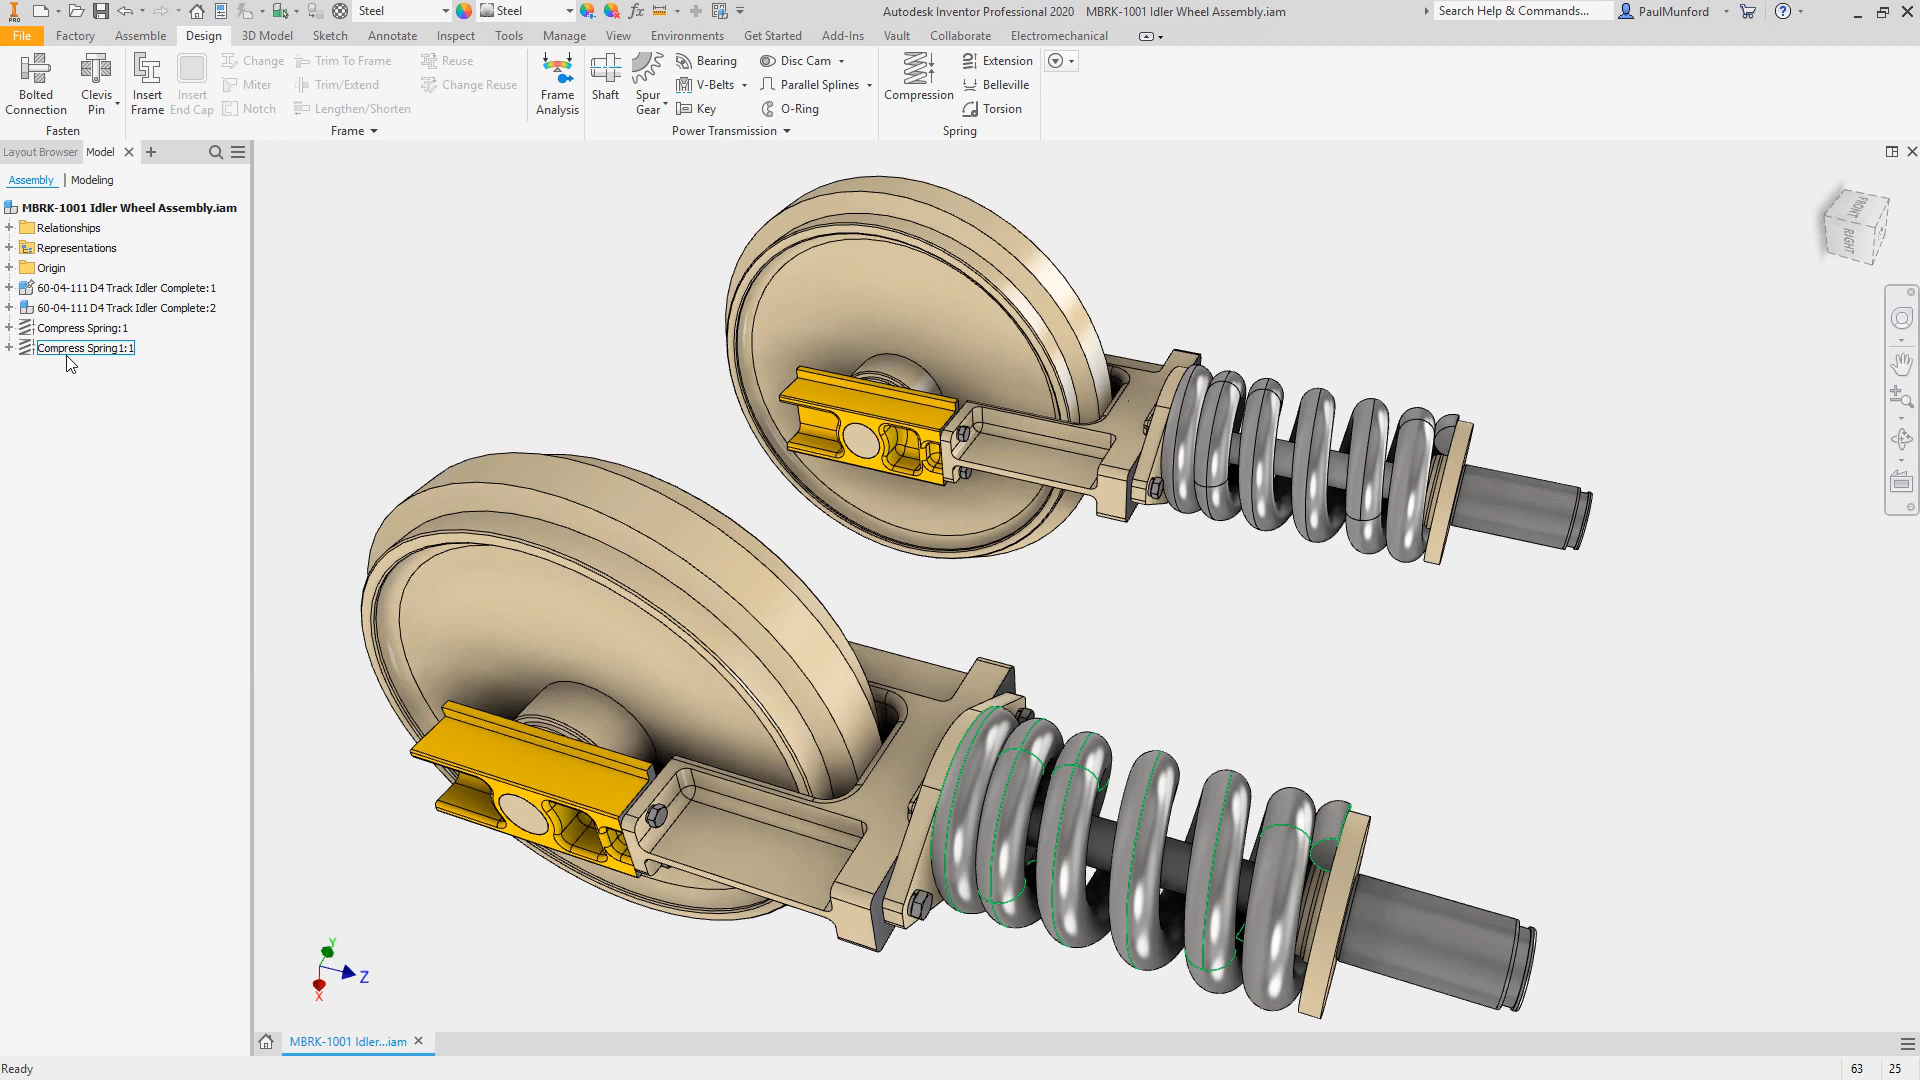 PRO
Steel
Steel
fx
Autodesk Inventor Professional 2020 MBRK-1001 Idler Wheel Assembly.iam
Search Help & Commands...
PaulMunford
File Factory Assemble Design 3D Model Sketch Annotate Inspect Tools Manage View Environments Get Started Add-Ins Vault Collaborate Electromechanical
Bolted Connection
Clevis Pin
Fasten
Insert Frame
Insert End Cap
Change
Miter
Notch
Trim To Frame
Trim/Extend
Lengthen/Shorten
Reuse
Change Reuse
Frame
Frame Analysis
Shaft
Spur Gear
Bearing
V-Belts
Key
Disc Cam
Parallel Splines
O-Ring
Power Transmission
Compression
Extension
Belleville
Torsion
Spring
Layout Browser Model
Assembly | Modeling
MBRK-1001 Idler Wheel Assembly.iam
Relationships
Representations
Origin
60-04-111 D4 Track Idler Complete:1
60-04-111 D4 Track Idler Complete:2
Compress Spring:1
Compress Spring1:1
FRONT
RIGHT
Y
Z
X
MBRK-1001 Idler...iam
Ready
63 25